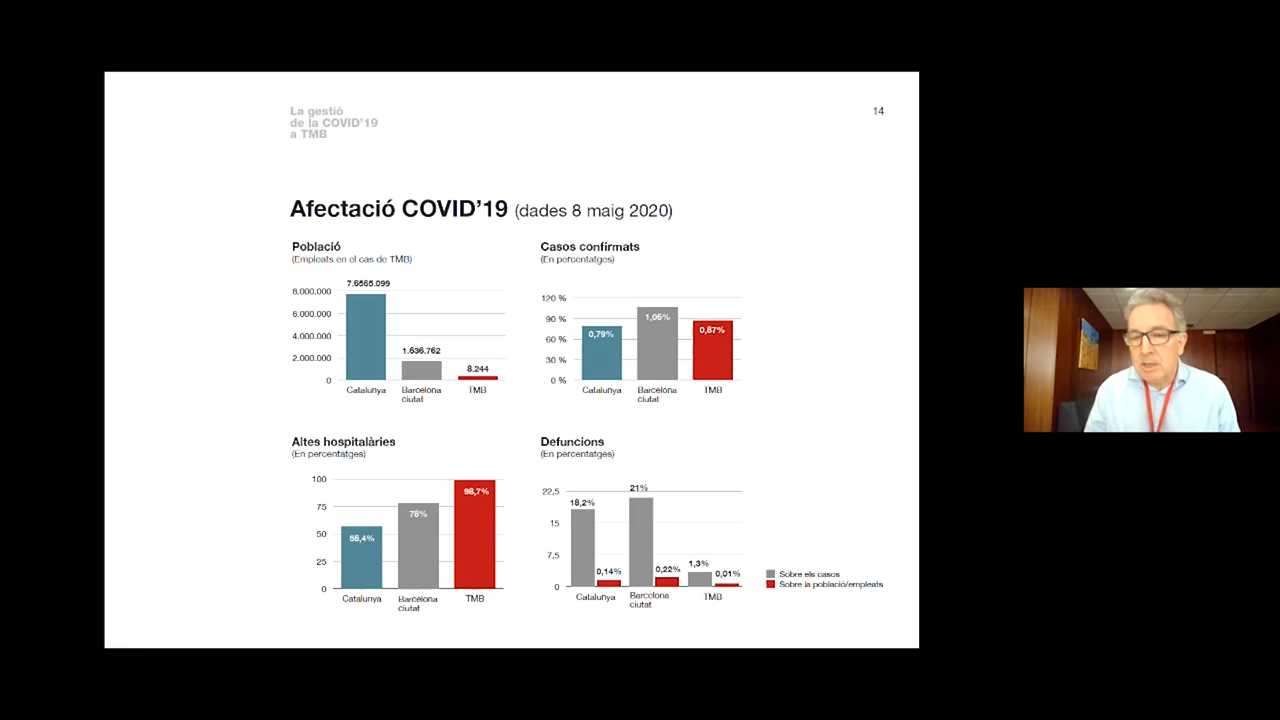 La gestió
de la COVID'19
a TMB
14
Afectació COVID'19 (dades 8 maig 2020)
Població
(Empleats en el cas de TMB)
7.6565.099
8.000.000
6.000.000
4.000.000
2.000.000
0
1.636.762
8.244
Catalunya
Barcelona
ciutat
TMB
Casos confirmats
(En percentatges)
120 %
90 %
60 %
30 %
0 %
0,79%
1,06%
0,87%
Catalunya
Barcelona
ciutat
TMB
Altes hospitalàries
(En percentatges)
100
75
50
25
0
56,4%
78%
98,7%
Catalunya
Barcelona
ciutat
TMB
Defuncions
(En percentatges)
22,5
15
7,5
0
18,2%
0,14%
21%
0,22%
1,3%
0,01%
Catalunya
Barcelona
ciutat
TMB
Sobre els casos
Sobre la població/empleats